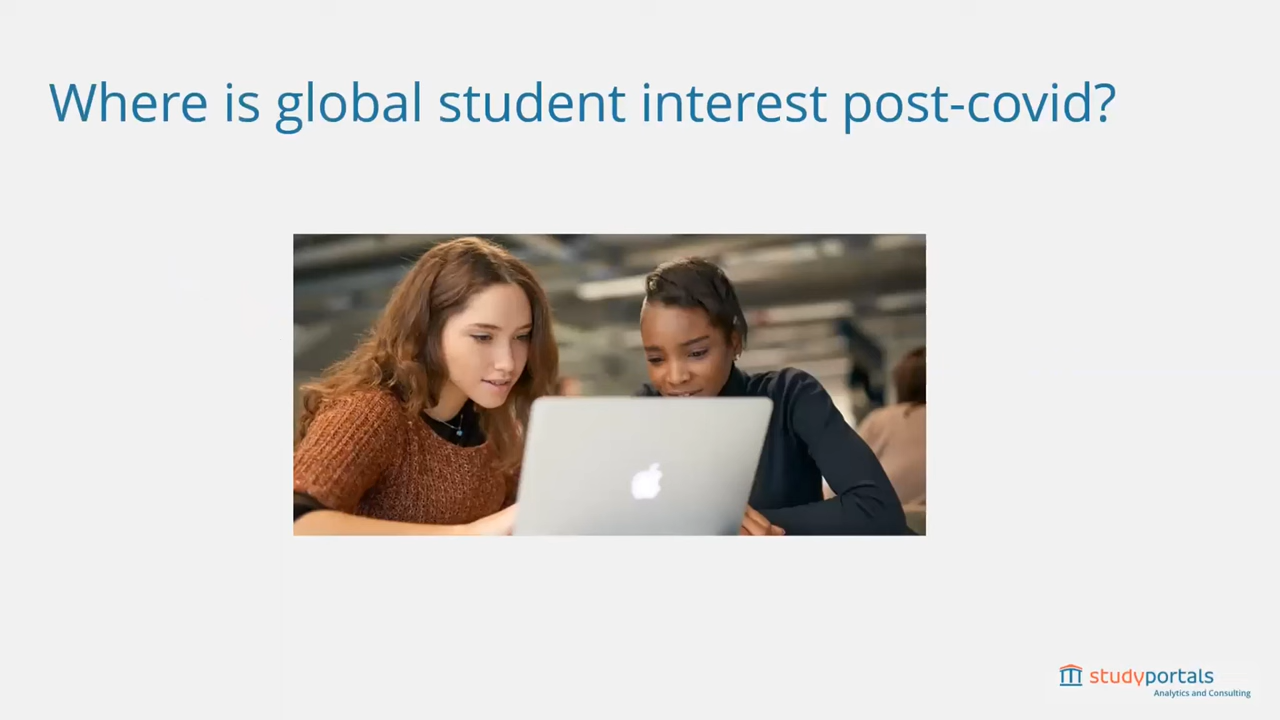 Where is global student interest post-covid?
studyportals
Analytics and Consulting